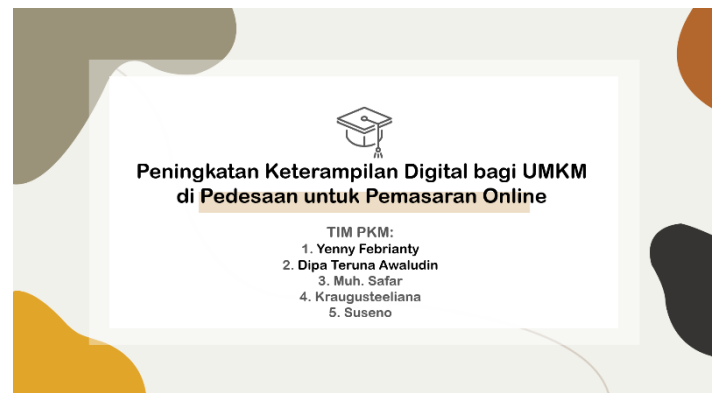 Peningkatan Keterampilan Digital bagi UMKM
di Pedesaan untuk Pemasaran Online
TIM PKM:
1. Yenny Febrianty
2. Dipa Teruna Awaludin
3. Muh. Safar
4. Kraugusteeliana
5. Suseno